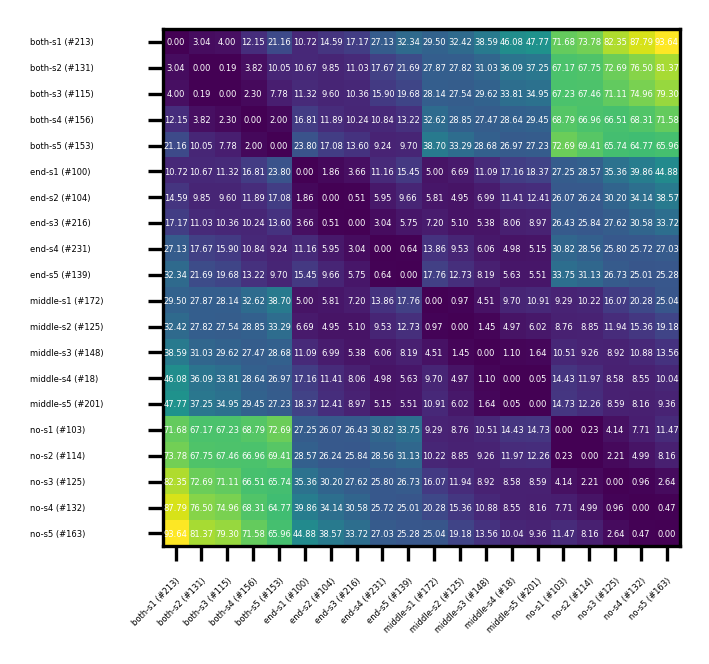 both-s1 (#213) 0.00 3.04 4.00 12.15 21.16 10.72 14.59 17.17 27.13 32.34 29.50 32.42 38.59 46.08 47.77 71.68 73.78 82.35 87.79 93.64
both-s2 (#131) 3.04 0.00 0.19 3.82 10.05 10.67 9.85 11.03 17.67 21.69 27.87 27.82 31.03 36.09 37.25 67.17 67.75 72.69 76.50 81.37
both-s3 (#115) 4.00 0.19 0.00 2.30 7.78 11.32 9.60 10.36 15.90 19.68 28.14 27.54 29.62 33.81 34.95 67.23 67.46 71.11 74.96 79.30
both-s4 (#156) 12.15 3.82 2.30 0.00 2.00 16.81 11.89 10.24 10.84 13.22 32.62 28.85 27.47 28.64 29.45 68.79 66.96 66.51 68.31 71.58
both-s5 (#153) 21.16 10.05 7.78 2.00 0.00 23.80 17.08 13.60 9.24 9.70 38.70 33.29 28.68 26.97 27.23 72.69 69.41 65.74 64.77 65.96
end-s1 (#100) 10.72 10.67 11.32 16.81 23.80 0.00 1.86 3.66 11.16 15.45 5.00 6.69 11.09 17.16 18.37 27.25 28.57 35.36 39.86 44.88
end-s2 (#104) 14.59 9.85 9.60 11.89 17.08 1.86 0.00 0.51 5.95 9.66 5.81 4.95 6.99 11.41 12.41 26.07 26.24 30.20 34.14 38.57
end-s3 (#216) 17.17 11.03 10.36 10.24 13.60 3.66 0.51 0.00 3.04 5.75 7.20 5.10 5.38 8.06 8.97 26.43 25.84 27.62 30.58 33.72
end-s4 (#231) 27.13 17.67 15.90 10.84 9.24 11.16 5.95 3.04 0.00 0.64 13.86 9.53 6.06 4.98 5.15 30.82 28.56 25.80 25.72 27.03
end-s5 (#139) 32.34 21.69 19.68 13.22 9.70 15.45 9.66 5.75 0.64 0.00 17.76 12.73 8.19 5.63 5.51 33.75 31.13 26.73 25.01 25.28
middle-s1 (#172) 29.50 27.87 28.14 32.62 38.70 5.00 5.81 7.20 13.86 17.76 0.00 0.97 4.51 9.70 10.91 9.29 10.22 16.07 20.28 25.04
middle-s2 (#125) 32.42 27.82 27.54 28.85 33.29 6.69 4.95 5.10 9.53 12.73 0.97 0.00 1.45 4.97 6.02 8.76 8.85 11.94 15.36 19.18
middle-s3 (#148) 38.59 31.03 29.62 27.47 28.68 11.09 6.99 5.38 6.06 8.19 4.51 1.45 0.00 1.10 1.64 10.51 9.26 8.92 10.88 13.56
middle-s4 (#18) 46.08 36.09 33.81 28.64 26.97 17.16 11.41 8.06 4.98 5.63 9.70 4.97 1.10 0.00 0.05 14.43 11.97 8.58 8.55 10.04
middle-s5 (#201) 47.77 37.25 34.95 29.45 27.23 18.37 12.41 8.97 5.15 5.51 10.91 6.02 1.64 0.05 0.00 14.73 12.26 8.59 8.16 9.36
no-s1 (#103) 71.68 67.17 67.23 68.79 72.69 27.25 26.07 26.43 30.82 33.75 9.29 8.76 10.51 14.43 14.73 0.00 0.23 4.14 7.71 11.47
no-s2 (#114) 73.78 67.75 67.46 66.96 69.41 28.57 26.24 25.84 28.56 31.13 10.22 8.85 9.26 11.97 12.26 0.23 0.00 2.21 4.99 8.16
no-s3 (#125) 82.35 72.69 71.11 66.51 65.74 35.36 30.20 27.62 25.80 26.73 16.07 11.94 8.92 8.58 8.59 4.14 2.21 0.00 0.96 2.64
no-s4 (#132) 87.79 76.50 74.96 68.31 64.77 39.86 34.14 30.58 25.72 25.01 20.28 15.36 10.88 8.55 8.16 7.71 4.99 0.96 0.00 0.47
no-s5 (#163) 93.64 81.37 79.30 71.58 65.96 44.88 38.57 33.72 27.03 25.28 25.04 19.18 13.56 10.04 9.36 11.47 8.16 2.64 0.47 0.00
both-s1 (#213)
both-s2 (#131)
both-s3 (#115)
both-s4 (#156)
both-s5 (#153)
end-s1 (#100)
end-s2 (#104)
end-s3 (#216)
end-s4 (#231)
end-s5 (#139)
middle-s1 (#172)
middle-s2 (#125)
middle-s3 (#148)
middle-s4 (#18)
middle-s5 (#201)
no-s1 (#103)
no-s2 (#114)
no-s3 (#125)
no-s4 (#132)
no-s5 (#163)